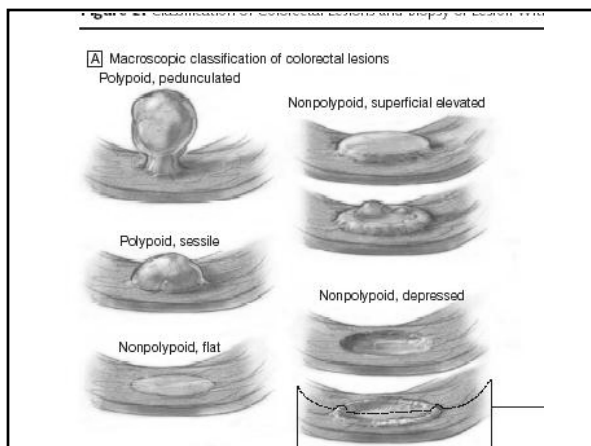 A Macroscopic classification of colorectal lesions
Polypoid, pedunculated
Nonpolypoid, superficial elevated
Polypoid, sessile
Nonpolypoid, depressed
Nonpolypoid, flat